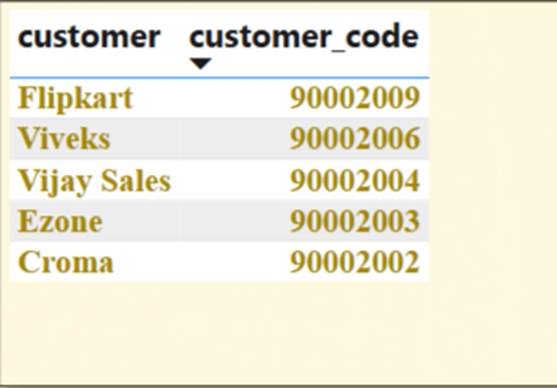 customer customer_code
Flipkart 90002009
Viveks 90002006
Vijay Sales 90002004
Ezone 90002003
Croma 90002002